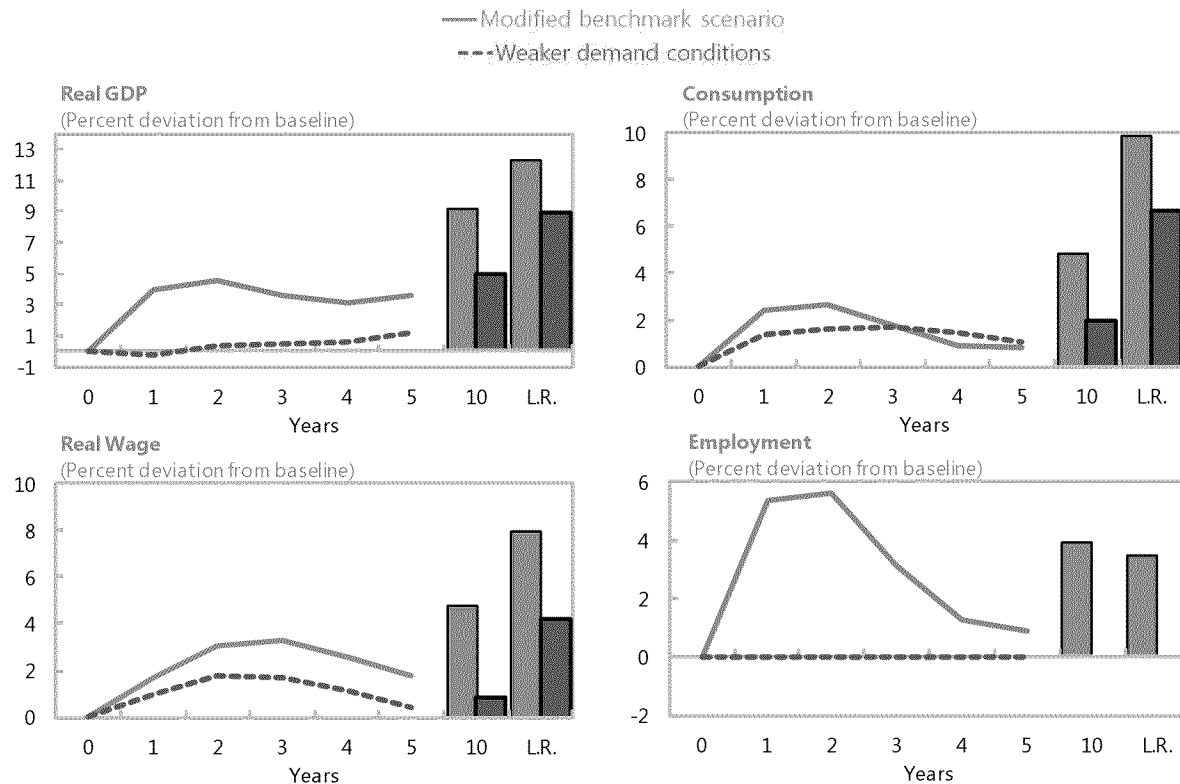 Modified benchmark scenario
Weaker demand conditions
Real GDP
(Percent deviation from baseline)
13
11
9
7
5
3
1
-1
0 1 2 3 4 5 10 L.R.
Years
Consumption
(Percent deviation from baseline)
10
8
6
4
2
0
0 1 2 3 4 5 10 L.R.
Years
Real Wage
(Percent deviation from baseline)
10
8
6
4
2
0
0 1 2 3 4 5 10 L.R.
Years
Employment
(Percent deviation from baseline)
6
4
2
0
-2
0 1 2 3 4 5 10 L.R.
Years